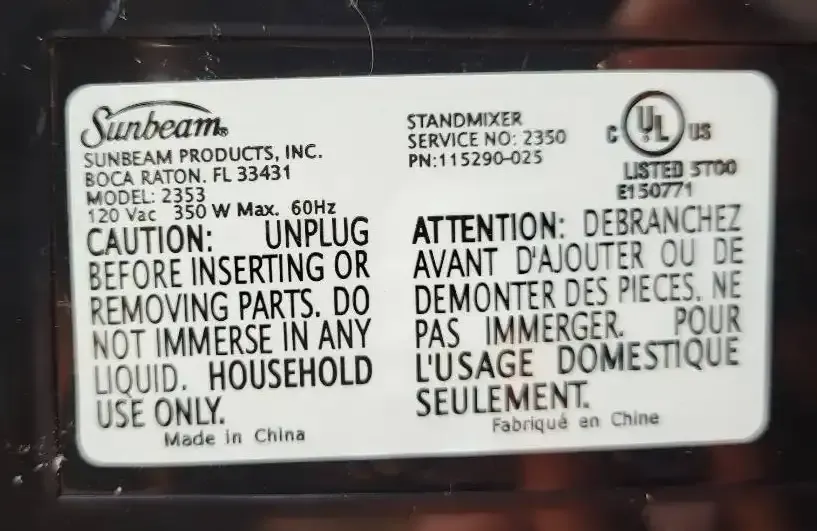 Sunbeam®
SUNBEAM PRODUCTS, INC.
BOCA RATON. FL 33431
MODEL: 2353
120 Vac 350 W Max. 60Hz
CAUTION: UNPLUG
BEFORE INSERTING OR
REMOVING PARTS. DO
NOT IMMERSE IN ANY
LIQUID. HOUSEHOLD
USE ONLY.
Made in China
STANDMIXER
SERVICE NO: 2350
PN:115290-025
C UL US
LISTED 5T00
E150771
ATTENTION: DEBRANCHEZ
AVANT D'AJOUTER OU DE
DEMONTER DES PIECES. NE
PAS IMMERGER. POUR
L'USAGE DOMESTIQUE
SEULEMENT.
Fabriqué en Chine